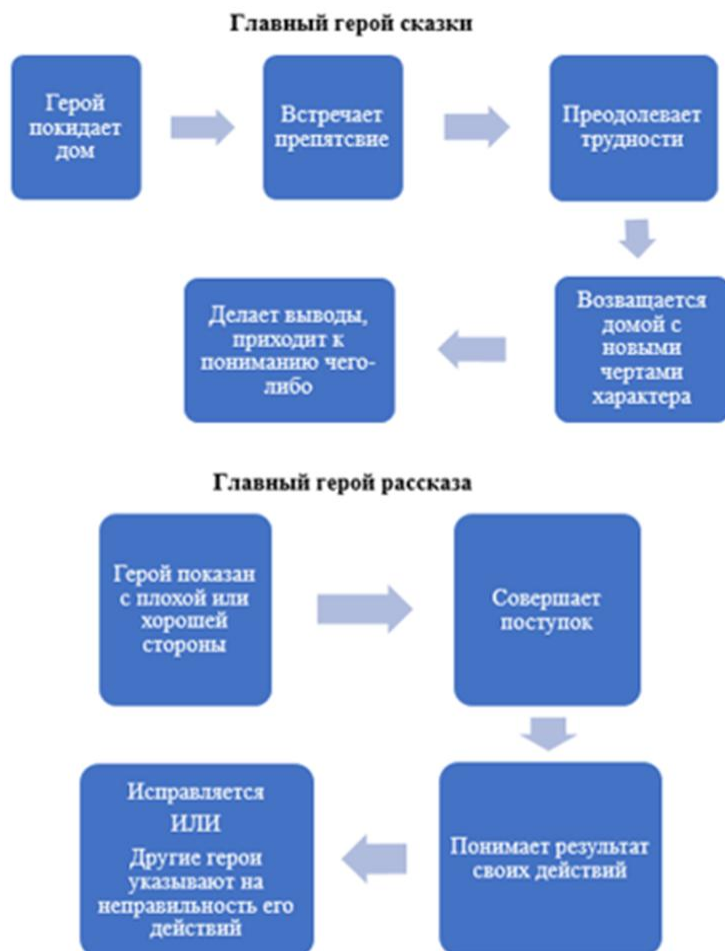 Главный герой сказки
Герой
покидает
дом
Встречает
препятсвие
Преодолевает
трудности
Возващается
домой с
новыми
чертами
характера
Делает выводы,
приходит к
пониманию чего-
либо
Главный герой рассказа
Герой показан
с плохой или
хорошей
стороны
Совершает
поступок
Понимает результат
своих действий
Исправляется
ИЛИ
Другие герои
указывают на
неправильность его
действий